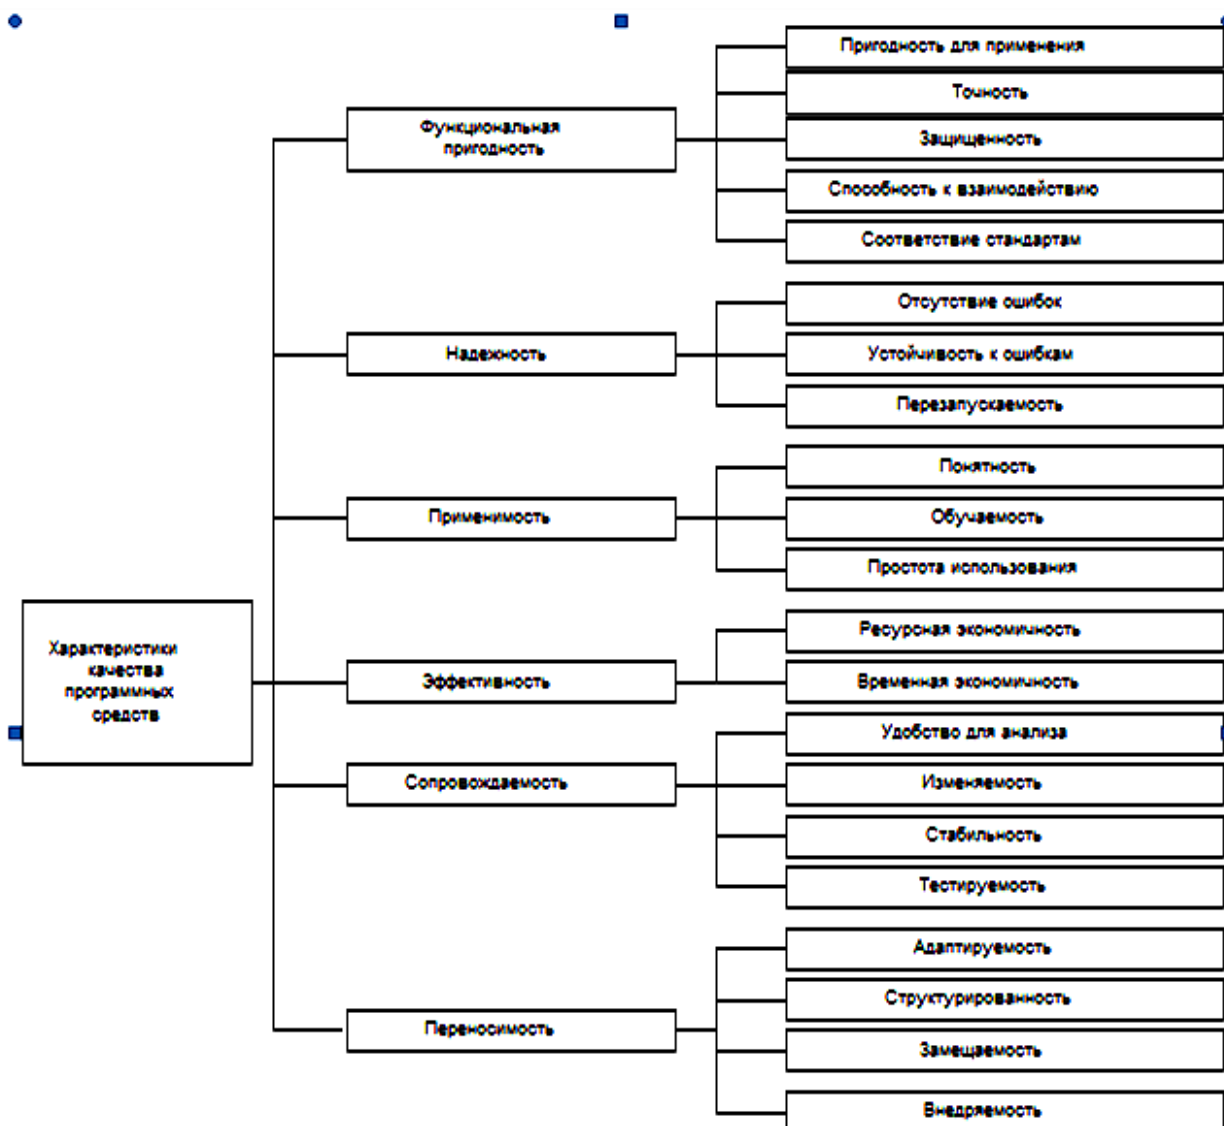 Характеристики
качества
программных
средств
Функциональная
пригодность
Пригодность для применения
Точность
Защищенность
Способность к взаимодействию
Соответствие стандартам
Надежность
Отсутствие ошибок
Устойчивость к ошибкам
Перезапускаемость
Применимость
Понятность
Обучаемость
Простота использования
Эффективность
Ресурсная экономичность
Временная экономичность
Сопровождаемость
Удобство для анализа
Изменяемость
Стабильность
Тестируемость
Переносимость
Адаптируемость
Структурированность
Замещаемость
Внедряемость